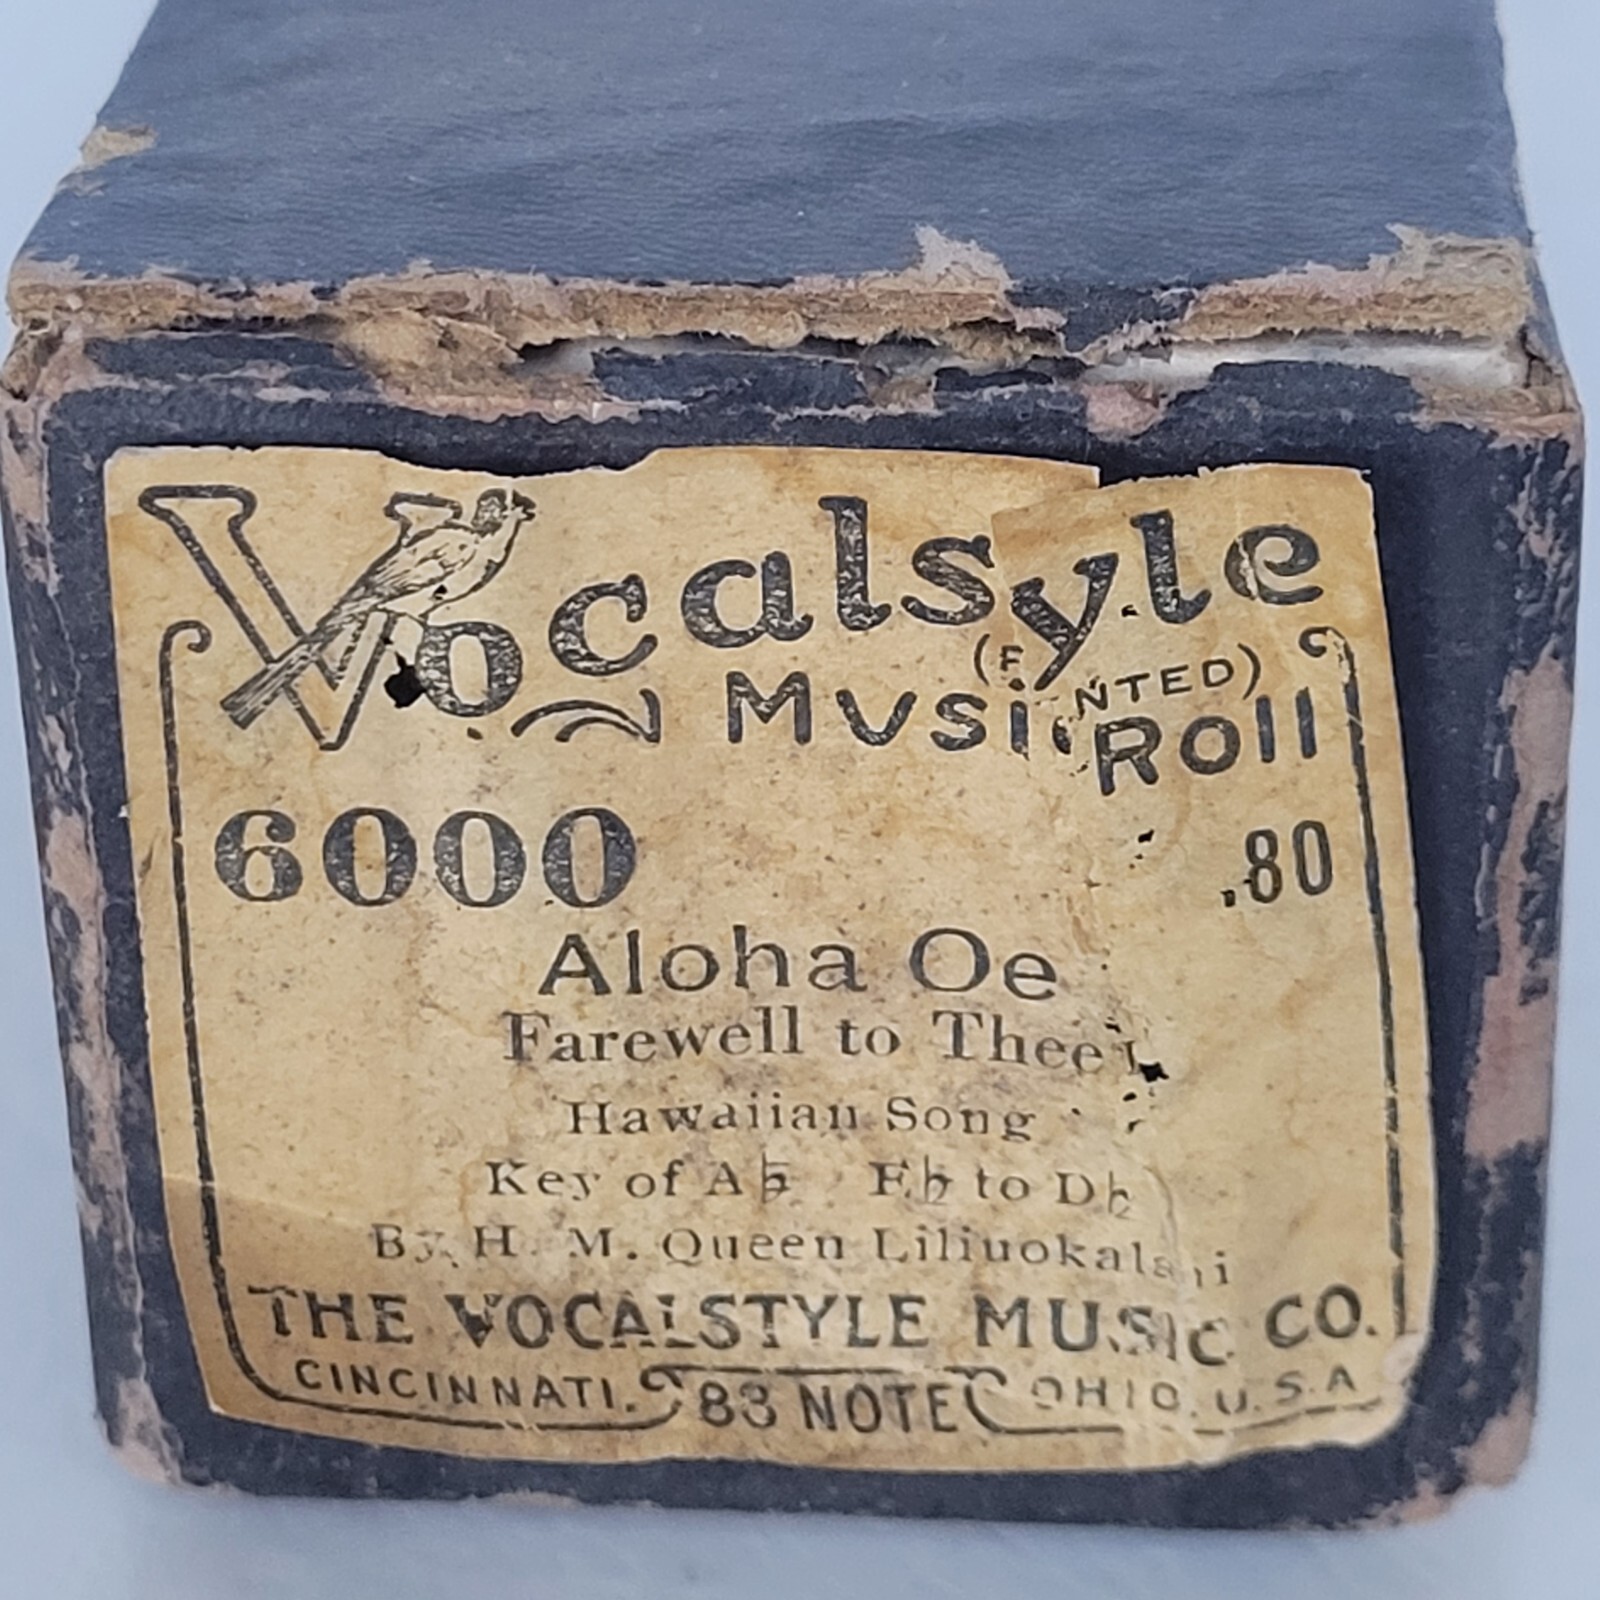 Vocalsyle
MUSIC ROll
6000 .80
Aloha Oe
Farewell to Thee
Hawaiian Song
Key of A♭ E♭ to D♭
By H. M. Queen Liliuokalani
THE VOCALSTYLE MUSIC CO.
CINCINNATI. 88 NOTE OHIO. U.S.A